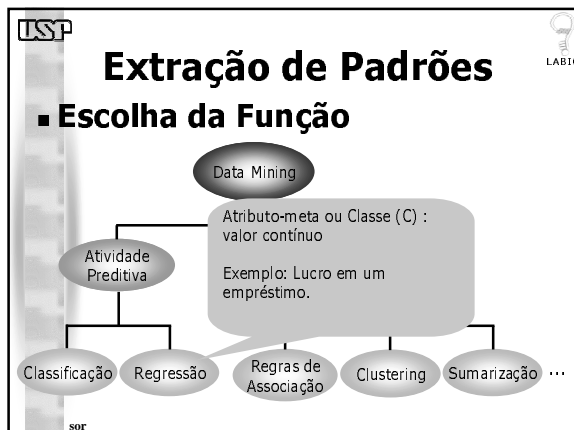 USP
LABIC
Extração de Padrões
Escolha da Função
Data Mining
Atributo-meta ou Classe (C) :
valor contínuo
Exemplo: Lucro em um
empréstimo.
Atividade
Preditiva
Classificação
Regressão
Regras de
Associação
Clustering
Sumarização
...
sor